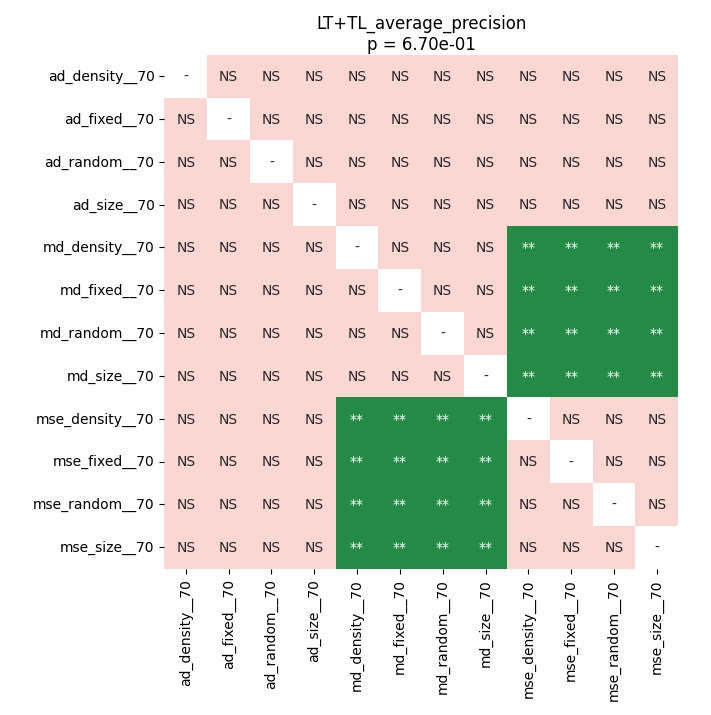 LT+TL_average_precision
p = 6.70e-01
ad_density__70 - NS NS NS NS NS NS NS NS NS NS NS
ad_fixed__70 NS - NS NS NS NS NS NS NS NS NS NS
ad_random__70 NS NS - NS NS NS NS NS NS NS NS NS
ad_size__70 NS NS NS - NS NS NS NS NS NS NS NS
md_density__70 NS NS NS NS - NS NS NS ** ** ** **
md_fixed__70 NS NS NS NS NS - NS NS ** ** ** **
md_random__70 NS NS NS NS NS NS - NS ** ** ** **
md_size__70 NS NS NS NS NS NS NS - ** ** ** **
mse_density__70 NS NS NS NS ** ** ** ** - NS NS NS
mse_fixed__70 NS NS NS NS ** ** ** ** NS - NS NS
mse_random__70 NS NS NS NS ** ** ** ** NS NS - NS
mse_size__70 NS NS NS NS ** ** ** ** NS NS NS -
ad_density__70
ad_fixed__70
ad_random__70
ad_size__70
md_density__70
md_fixed__70
md_random__70
md_size__70
mse_density__70
mse_fixed__70
mse_random__70
mse_size__70